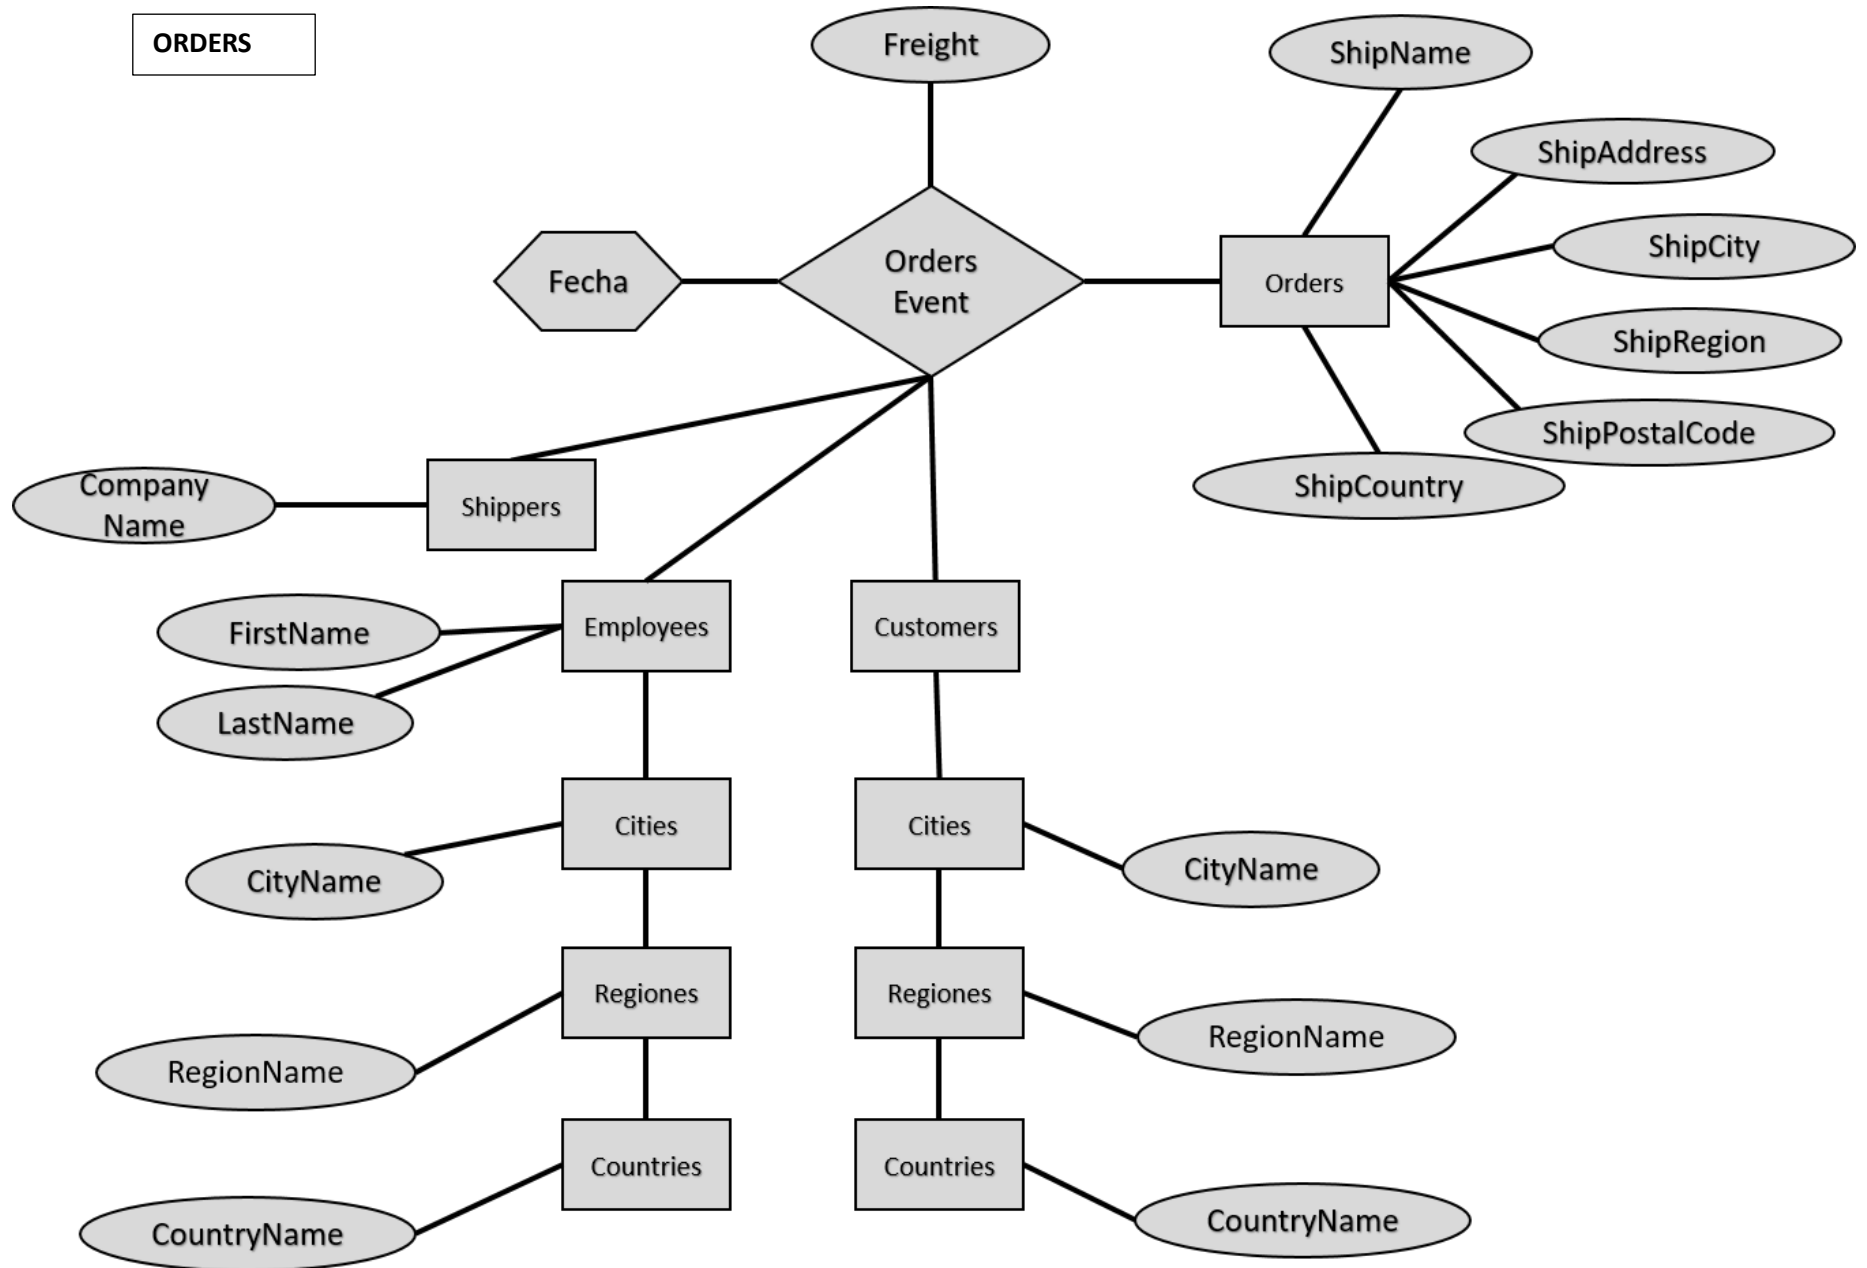 ORDERS
Freight
ShipName
ShipAddress
ShipCity
Orders
Event
Fecha
Orders
ShipRegion
ShipPostalCode
ShipCountry
Company
Name
Shippers
FirstName
Employees
Customers
LastName
Cities
Cities
CityName
CityName
Regiones
Regiones
RegionName
RegionName
Countries
Countries
CountryName
CountryName